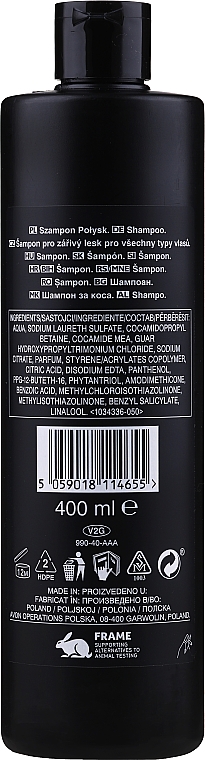 PL Szampon Połysk. DE Shampoo.
CZ Šampon pro zářivý lesk pro všechny typy vlasů.
HU Sampon. SK Šampón. SI Šampon.
HR BIH Šampon. RS MNE Šampon.
RO Șampon. BG Шампоан.
MK Шампон за коса. AL Shampo.
INGREDIENTS/SASTOJCI/INGREDIENTE/СОСТАВ/PËRBËRËSIT:
AQUA, SODIUM LAURETH SULFATE, COCAMIDOPROPYL
BETAINE, COCAMIDE MEA, GUAR
HYDROXYPROPYLTRIMONIUM CHLORIDE, SODIUM
CITRATE, PARFUM, STYRENE/ACRYLATES COPOLYMER,
CITRIC ACID, DISODIUM EDTA, PANTHENOL,
PPG-12-BUTETH-16, PHYTANTRIOL, AMODIMETHICONE,
BENZOIC ACID, METHYLCHLOROISOTHIAZOLINONE,
METHYLISOTHIAZOLINONE, BENZYL SALICYLATE,
LINALOOL. <1034336-050>
5 059018 114655 >
400 ml e
V2G
990-40-AAA
12M
2
HDPE
1003
MADE IN: PROIZVEDENO U:
FABRICAT ÎN: ПРОИЗВЕДЕНО В/ВО:
POLAND / POLJSKOJ / POLONIA / ПОЛСКА
AVON OPERATIONS POLSKA, 08-400 GARWOLIN, POLAND.
FRAME
SUPPORTING
ALTERNATIVES TO
ANIMAL TESTING